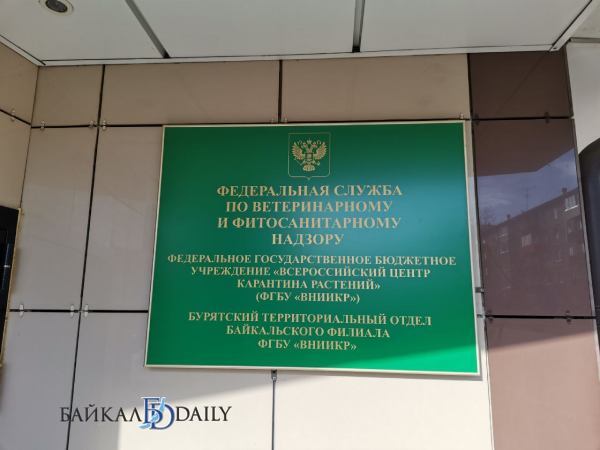 ФЕДЕРАЛЬНАЯ СЛУЖБА
ПО ВЕТЕРИНАРНОМУ
И ФИТОСАНИТАРНОМУ
НАДЗОРУ
ФЕДЕРАЛЬНОЕ ГОСУДАРСТВЕННОЕ БЮДЖЕТНОЕ
УЧРЕЖДЕНИЕ «ВСЕРОССИЙСКИЙ ЦЕНТР
КАРАНТИНА РАСТЕНИЙ»
(ФГБУ «ВНИИКР»)
БУРЯТСКИЙ ТЕРРИТОРИАЛЬНЫЙ ОТДЕЛ
БАЙКАЛЬСКОГО ФИЛИАЛА
ФГБУ «ВНИИКР»
БАЙКАЛ BD DAILY